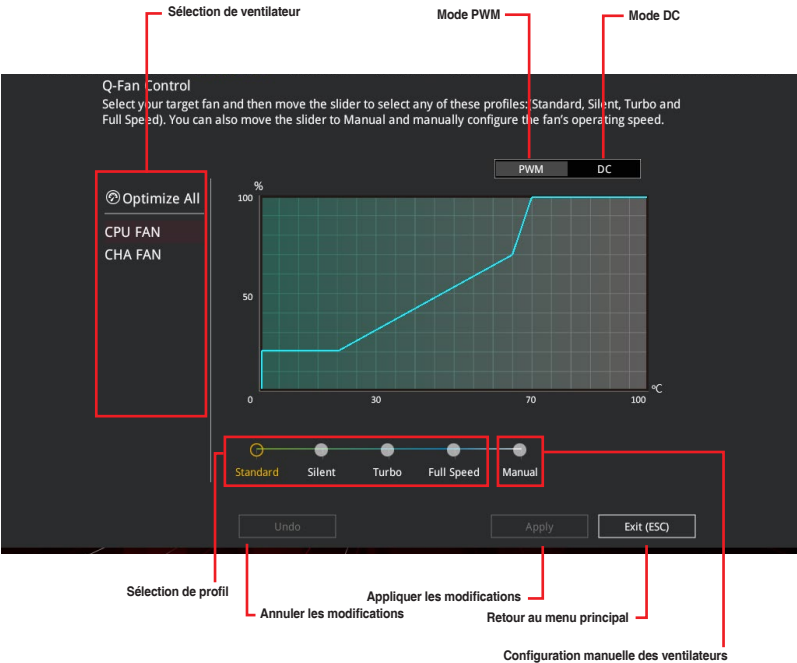 Sélection de ventilateur
Mode PWM
Mode DC
Q-Fan Control
Select your target fan and then move the slider to select any of these profiles:(Standard, Silent, Turbo and
Full Speed). You can also move the slider to Manual and manually configure the fan's operating speed.
PWM
DC
Optimize All
CPU FAN
CHA FAN
%
100
50
0
30
70
100
ºC
Standard
Silent
Turbo
Full Speed
Manual
Undo
Apply
Exit (ESC)
Sélection de profil
Annuler les modifications
Appliquer les modifications
Retour au menu principal
Configuration manuelle des ventilateurs